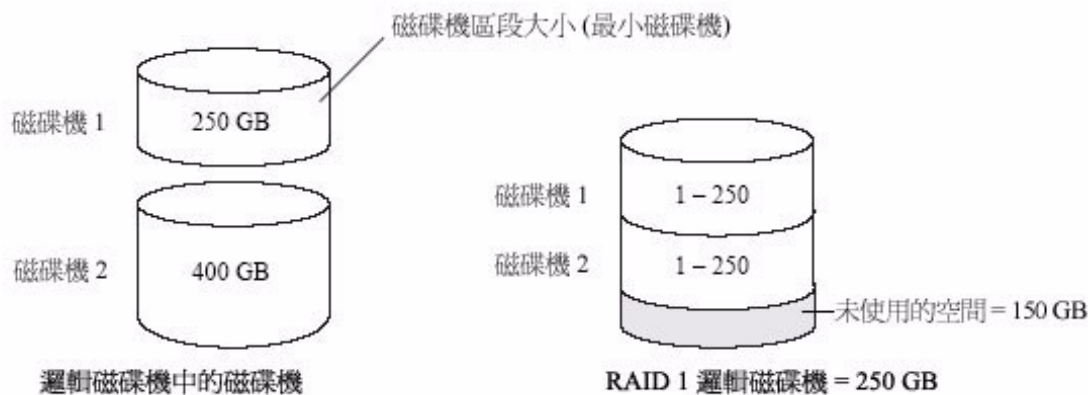 磁碟機區段大小 (最小磁碟機)
磁碟機 1
250 GB
磁碟機 2
400 GB
邏輯磁碟機中的磁碟機
磁碟機 1
1 – 250
磁碟機 2
1 – 250
未使用的空間 = 150 GB
RAID 1 邏輯磁碟機 = 250 GB